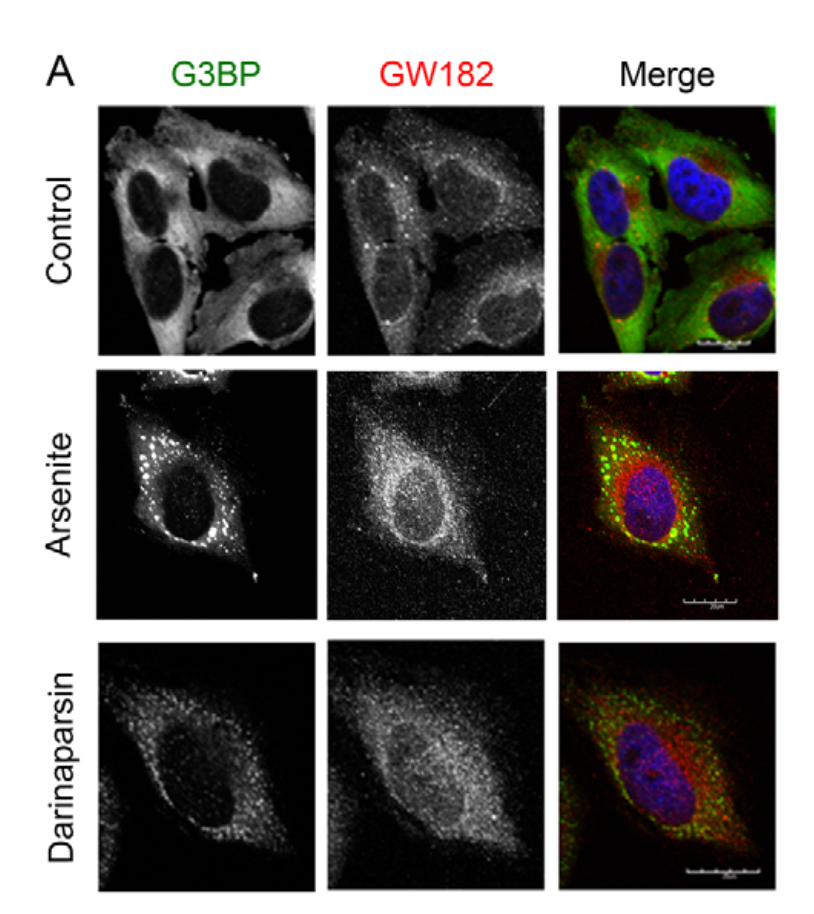 A
G3BP GW182 Merge
Control
Arsenite
Darinaparsin